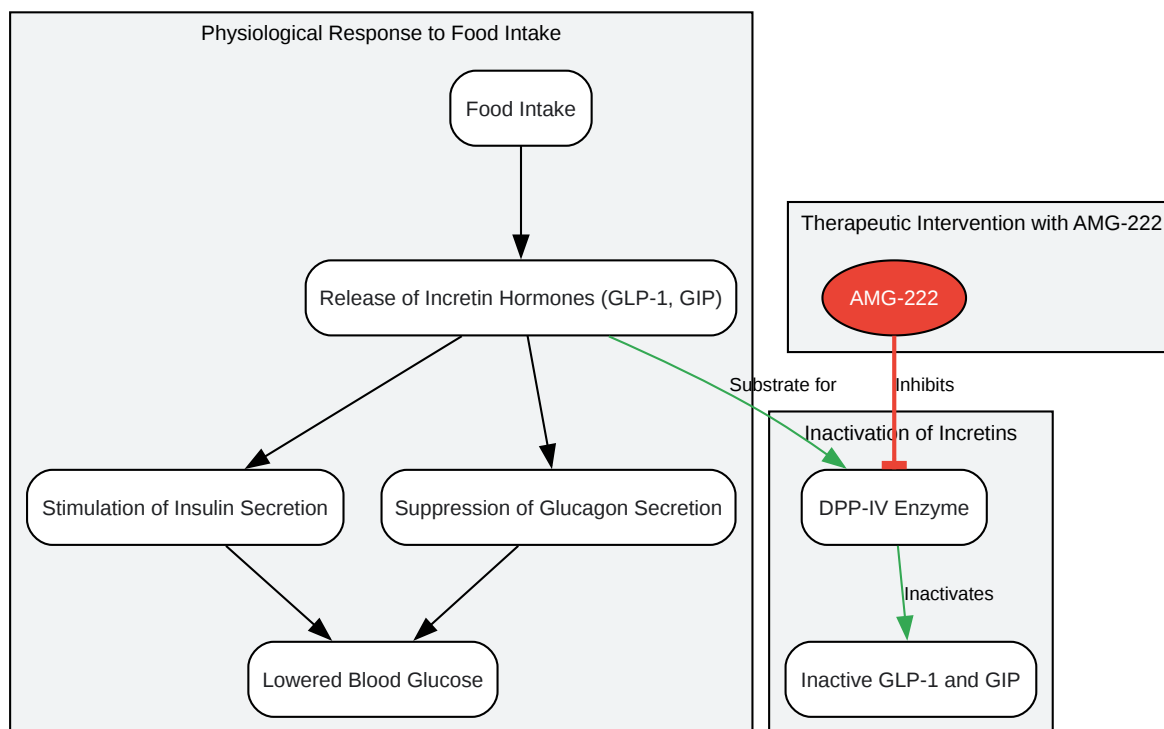 Physiological Response to Food Intake
Food Intake
Therapeutic Intervention with AMG-222
AMG-222
Release of Incretin Hormones (GLP-1, GIP)
Substrate for
Inhibits
Inactivation of Incretins
Stimulation of Insulin Secretion
Suppression of Glucagon Secretion
DPP-IV Enzyme
Inactivates
Lowered Blood Glucose
Inactive GLP-1 and GIP